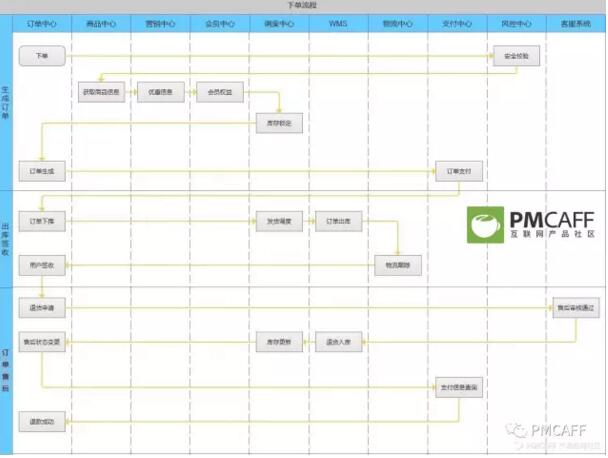 下单流程
订单中心 商品中心 营销中心 会员中心 调度中心 WMS 物流中心 支付中心 风控中心 客服系统
生成订单
下单 安全校验
获取商品信息 优惠信息 会员权益
库存锁定
订单生成 订单支付
出库签收
订单下推 发货调度 订单出库
PMCAFF
互联网产品社区
用户签收 物流跟踪
订单售后
退货申请 售后审核通过
售后状态变更 库存更新 退货入库
支付信息查询
退款成功
PMCAFF
PMCAFF 产品经理社区